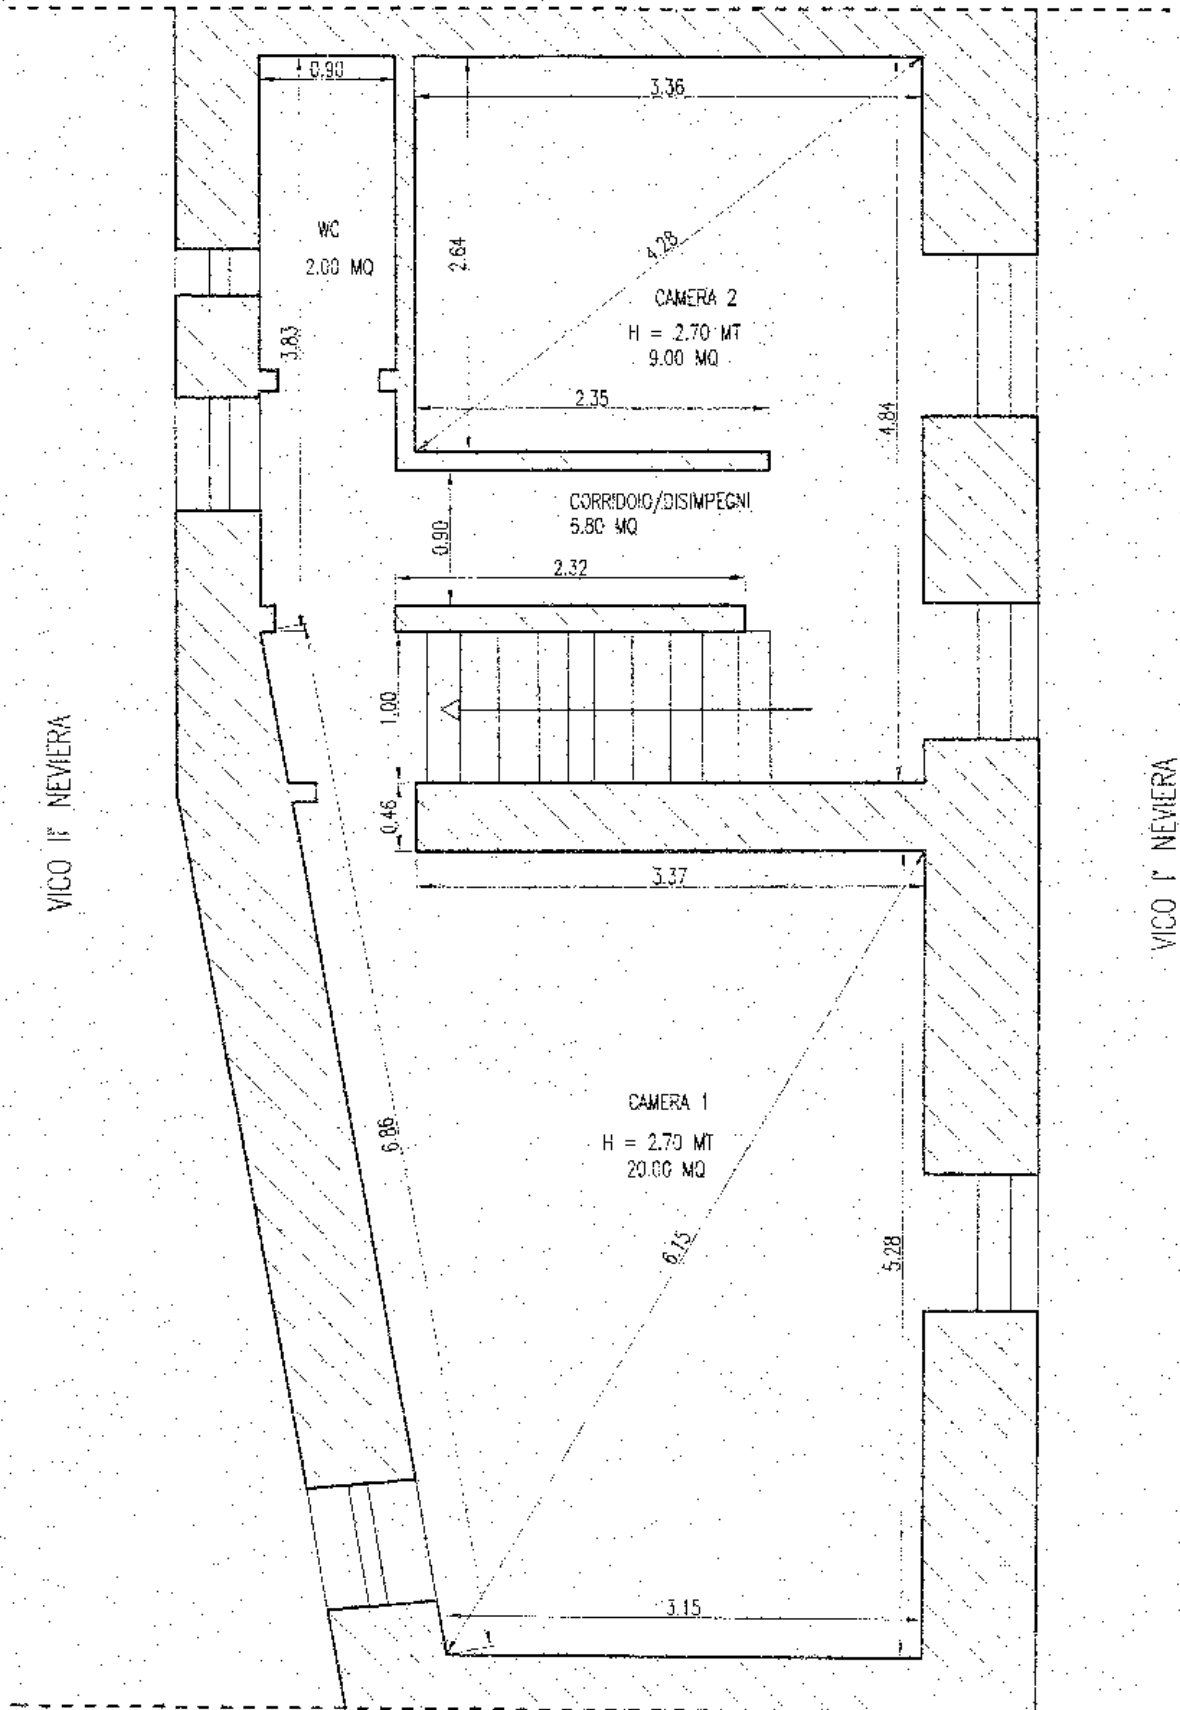 0.90
3.36
WC
2.00 MQ
2.64
4.28
CAMERA 2
H = 2.70 MT
9.00 MQ
3.83
2.35
4.84
CORRIDOIO/DISIMPEGNI
5.80 MQ
0.90
2.32
1.00
0.46
3.37
VICO II° NEVIERA
VICO I° NEVIERA
CAMERA 1
H = 2.70 MT
20.00 MQ
6.86
6.15
5.28
3.15